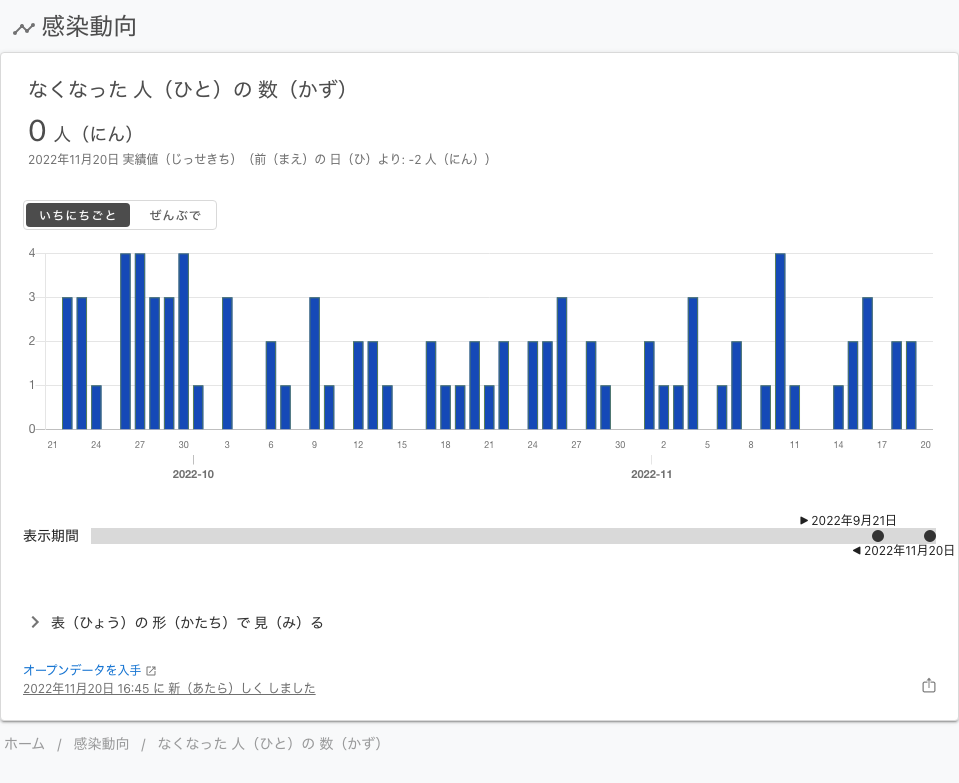 感染動向
なくなった 人（ひと）の 数（かず）
0 人（にん）
2022年11月20日 実績値（じっせきち）（前（まえ）の 日（ひ）より: -2 人（にん））
いちにちごと ぜんぶで
4
3
2
1
0
21 24 27 30 3 6 9 12 15 18 21 24 27 30 2 5 8 11 14 17 20
2022-10 2022-11
2022年9月21日
表示期間
2022年11月20日
表（ひょう）の 形（かたち）で 見（み）る
オープンデータを入手
2022年11月20日 16:45 に 新（あたら）しく しました
ホーム / 感染動向 / なくなった 人（ひと）の 数（かず）